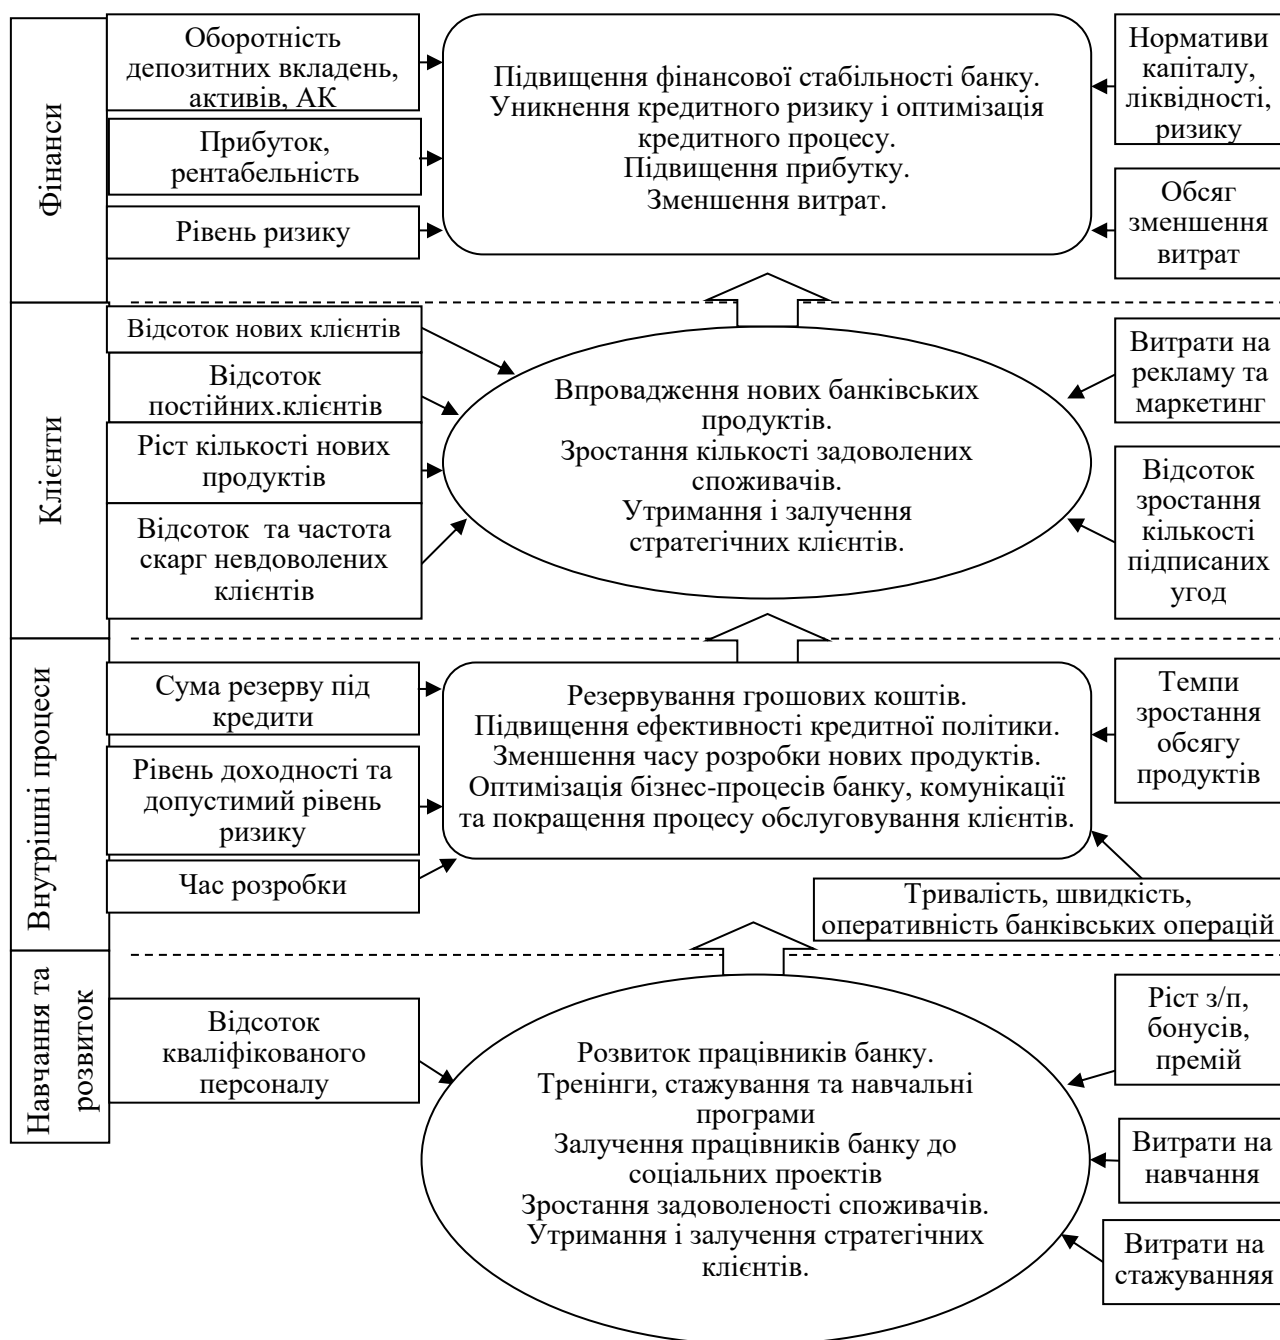 Фінанси
Оборотність
депозитних вкладень,
активів, АК
Прибуток,
рентабельність
Рівень ризику
Підвищення фінансової стабільності банку.
Уникнення кредитного ризику і оптимізація
кредитного процесу.
Підвищення прибутку.
Зменшення витрат.
Нормативи
капіталу,
ліквідності,
ризику
Обсяг
зменшення
витрат
Клієнти
Відсоток нових клієнтів
Відсоток
постійних.клієнтів
Ріст кількості нових
продуктів
Відсоток та частота
скарг невдоволених
клієнтів
Впровадження нових банківських
продуктів.
Зростання кількості задоволених
споживачів.
Утримання і залучення
стратегічних клієнтів.
Витрати на
рекламу та
маркетинг
Відсоток
зростання
кількості
підписаних
угод
Внутрішні процеси
Сума резерву під
кредити
Рівень доходності та
допустимий рівень
ризику
Час розробки
Резервування грошових коштів.
Підвищення ефективності кредитної політики.
Зменшення часу розробки нових продуктів.
Оптимізація бізнес-процесів банку, комунікації
та покращення процесу обслуговування клієнтів.
Темпи
зростання
обсягу
продуктів
Тривалість, швидкість,
оперативність банківських операцій
Навчання та
розвиток
Відсоток
кваліфікованого
персоналу
Розвиток працівників банку.
Тренінги, стажування та навчальні
програми
Залучення працівників банку до
соціальних проектів
Зростання задоволеності споживачів.
Утримання і залучення стратегічних
клієнтів.
Ріст з/п,
бонусів,
премій
Витрати на
навчання
Витрати на
стажуванняя